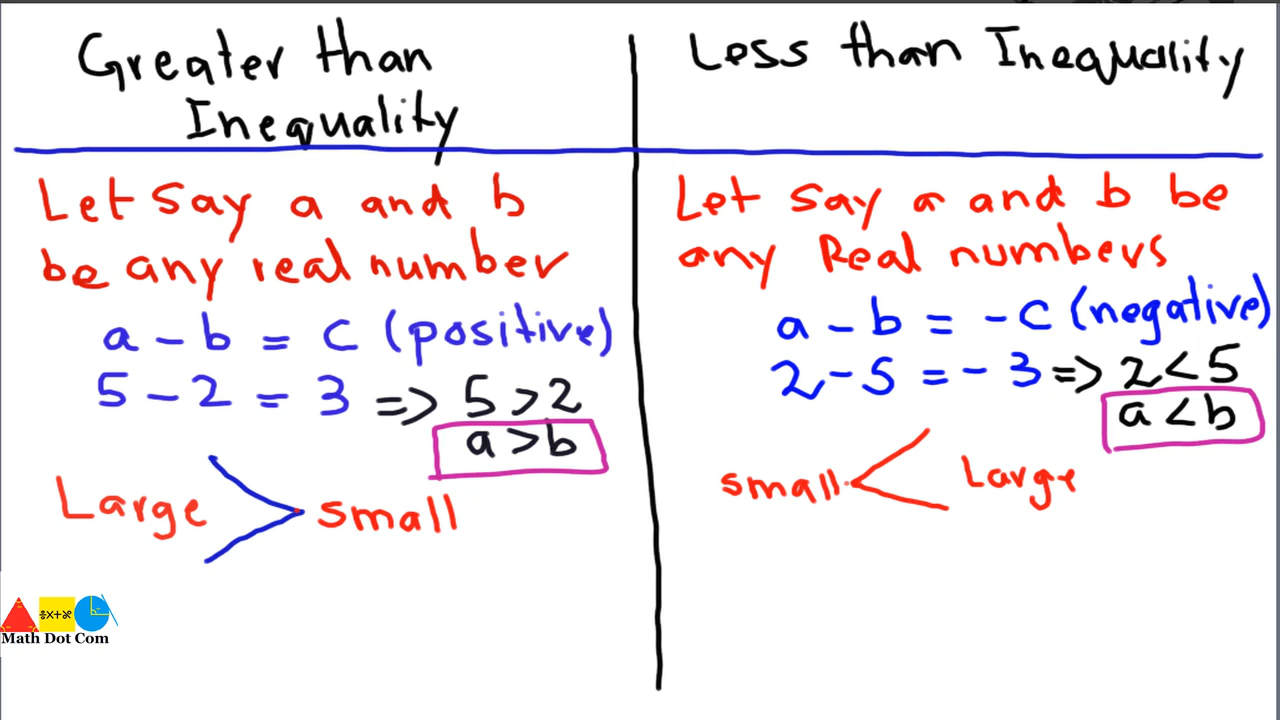 Greater than
Inequality
Let Say a and b
be any real number
a - b = c (positive)
5 - 2 = 3 => 5 > 2
a > b
Large > small
Less than Inequality
Let Say a and b be
any Real numbers
a - b = -c (negative)
2 - 5 = -3 => 2 < 5
a < b
small < Large
÷x+
Math Dot Com